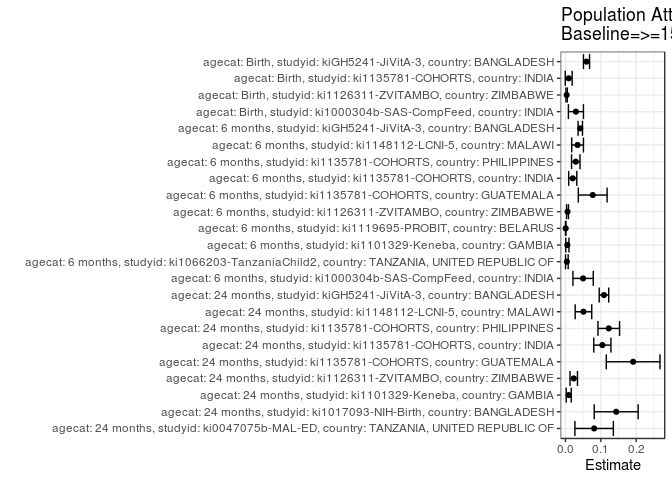 Population Att
Baseline=>=15
agecat: Birth, studyid: kiGH5241-JiVitA-3, country: BANGLADESH
agecat: Birth, studyid: ki1135781-COHORTS, country: INDIA
agecat: Birth, studyid: ki1126311-ZVITAMBO, country: ZIMBABWE
agecat: Birth, studyid: ki1000304b-SAS-CompFeed, country: INDIA
agecat: 6 months, studyid: kiGH5241-JiVitA-3, country: BANGLADESH
agecat: 6 months, studyid: ki1148112-LCNI-5, country: MALAWI
agecat: 6 months, studyid: ki1135781-COHORTS, country: PHILIPPINES
agecat: 6 months, studyid: ki1135781-COHORTS, country: INDIA
agecat: 6 months, studyid: ki1135781-COHORTS, country: GUATEMALA
agecat: 6 months, studyid: ki1126311-ZVITAMBO, country: ZIMBABWE
agecat: 6 months, studyid: ki1119695-PROBIT, country: BELARUS
agecat: 6 months, studyid: ki1101329-Keneba, country: GAMBIA
agecat: 6 months, studyid: ki1066203-TanzaniaChild2, country: TANZANIA, UNITED REPUBLIC OF
agecat: 6 months, studyid: ki1000304b-SAS-CompFeed, country: INDIA
agecat: 24 months, studyid: kiGH5241-JiVitA-3, country: BANGLADESH
agecat: 24 months, studyid: ki1148112-LCNI-5, country: MALAWI
agecat: 24 months, studyid: ki1135781-COHORTS, country: PHILIPPINES
agecat: 24 months, studyid: ki1135781-COHORTS, country: INDIA
agecat: 24 months, studyid: ki1135781-COHORTS, country: GUATEMALA
agecat: 24 months, studyid: ki1126311-ZVITAMBO, country: ZIMBABWE
agecat: 24 months, studyid: ki1101329-Keneba, country: GAMBIA
agecat: 24 months, studyid: ki1017093-NIH-Birth, country: BANGLADESH
agecat: 24 months, studyid: ki0047075b-MAL-ED, country: TANZANIA, UNITED REPUBLIC OF
0.0 0.1 0.2
Estimate